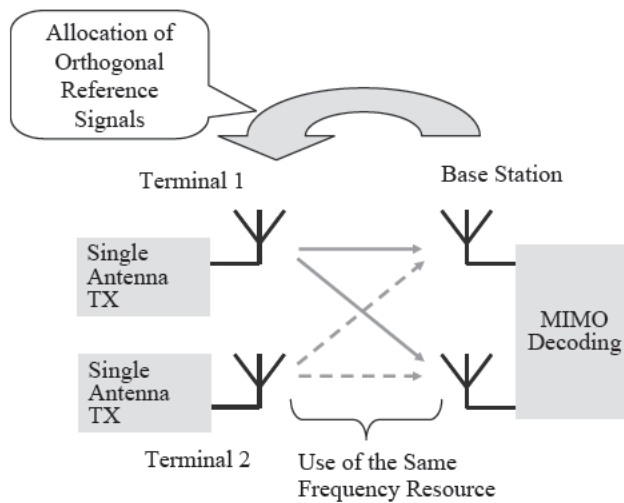 Allocation of
Orthogonal
Reference
Signals
Terminal 1
Base Station
Single
Antenna
TX
MIMO
Decoding
Single
Antenna
TX
Terminal 2
Use of the Same
Frequency Resource